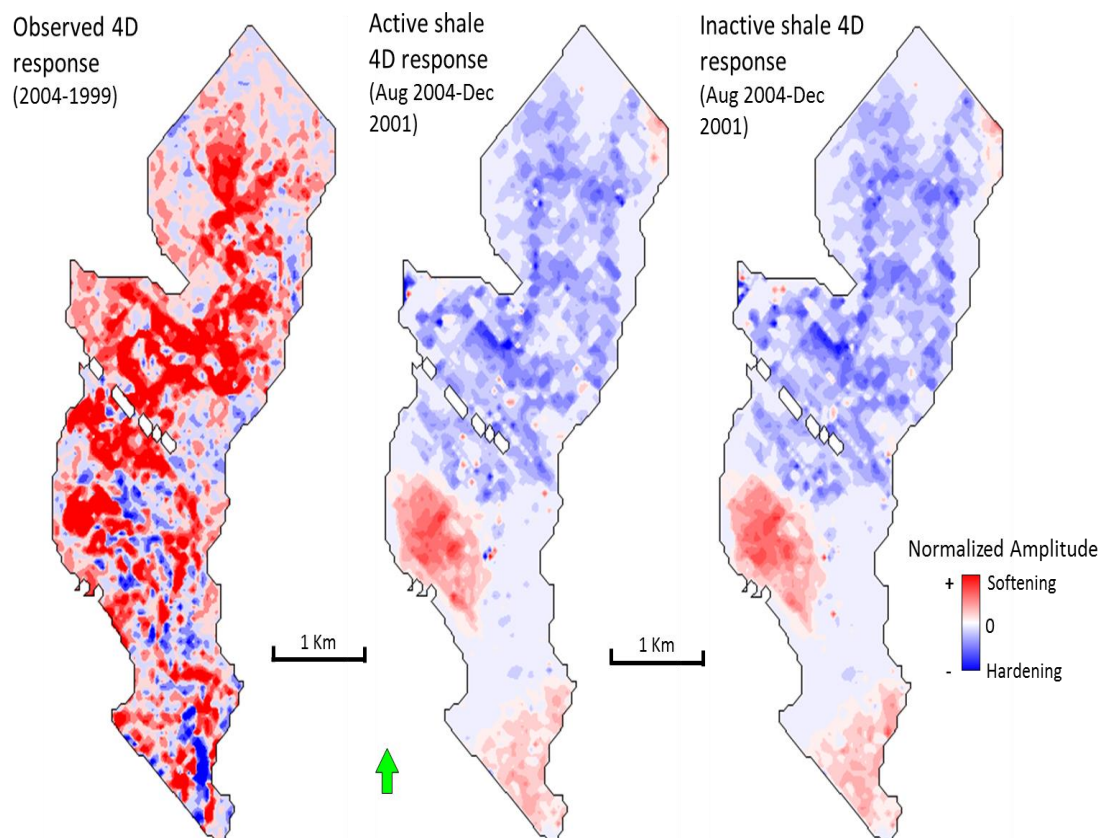 Observed 4D
response
(2004-1999)
Active shale
4D response
(Aug 2004-Dec
2001)
Inactive shale 4D
response
(Aug 2004-Dec
2001)
1 Km
1 Km
Normalized Amplitude
+ Softening
0
- Hardening